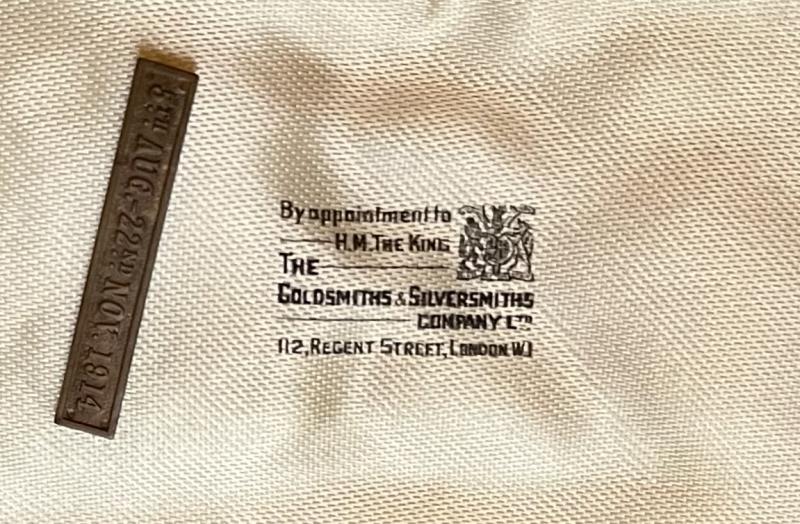 5TH AUG.-22ND NOV. 1914
By appointment to
H.M. THE KING
THE
GOLDSMITHS & SILVERSMITHS
COMPANY LTD
112, REGENT STREET, LONDON. W.1